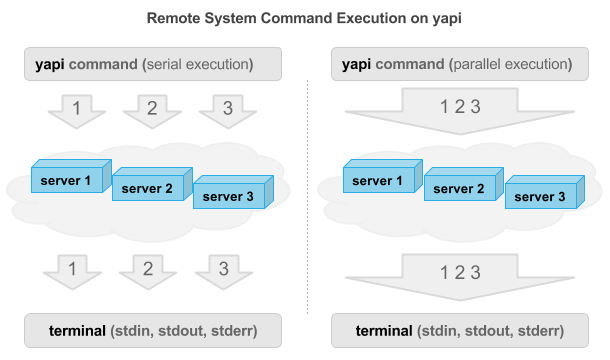 Remote System Command Execution on yapi
yapi command (serial execution)
1 2 3
server 1
server 2
server 3
1 2 3
terminal (stdin, stdout, stderr)
yapi command (parallel execution)
1 2 3
server 1
server 2
server 3
1 2 3
terminal (stdin, stdout, stderr)